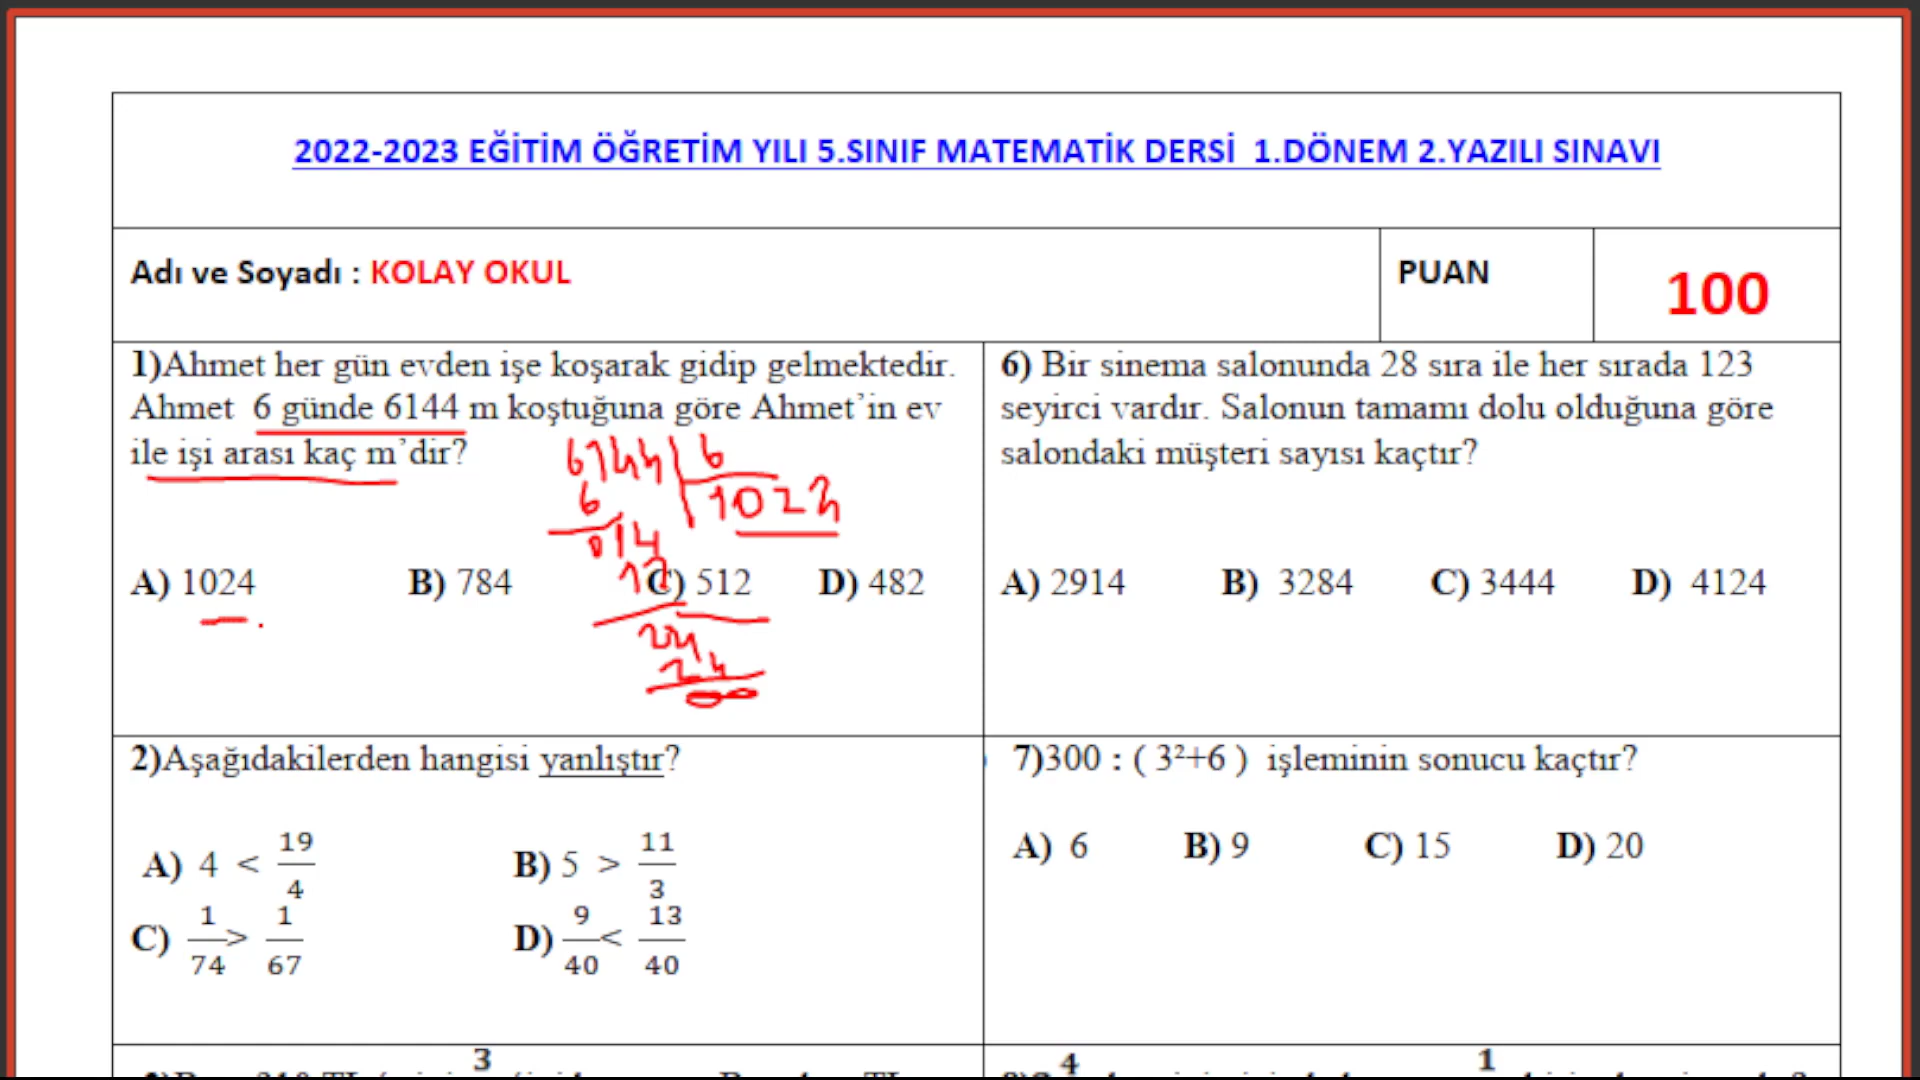 2022-2023 EĞİTİM ÖĞRETİM YILI 5.SINIF MATEMATİK DERSİ 1.DÖNEM 2.YAZILI SINAVI
Adı ve Soyadı : KOLAY OKUL
PUAN
100
1)Ahmet her gün evden işe koşarak gidip gelmektedir.
Ahmet 6 günde 6144 m koştuğuna göre Ahmet'in ev
ile işi arası kaç m'dir?
6144 6
6 1024
014
12
24
24
A) 1024 B) 784 C) 512 D) 482
2)Aşağıdakilerden hangisi yanlıştır?
A) 4 < 19/4 B) 5 > 11/3
C) 1/74 > 1/67 D) 9/40 < 13/40
3
6) Bir sinema salonunda 28 sıra ile her sırada 123
seyirci vardır. Salonun tamamı dolu olduğuna göre
salondaki müşteri sayısı kaçtır?
A) 2914 B) 3284 C) 3444 D) 4124
7)300 : ( 3²+6 ) işleminin sonucu kaçtır?
A) 6 B) 9 C) 15 D) 20
4 1